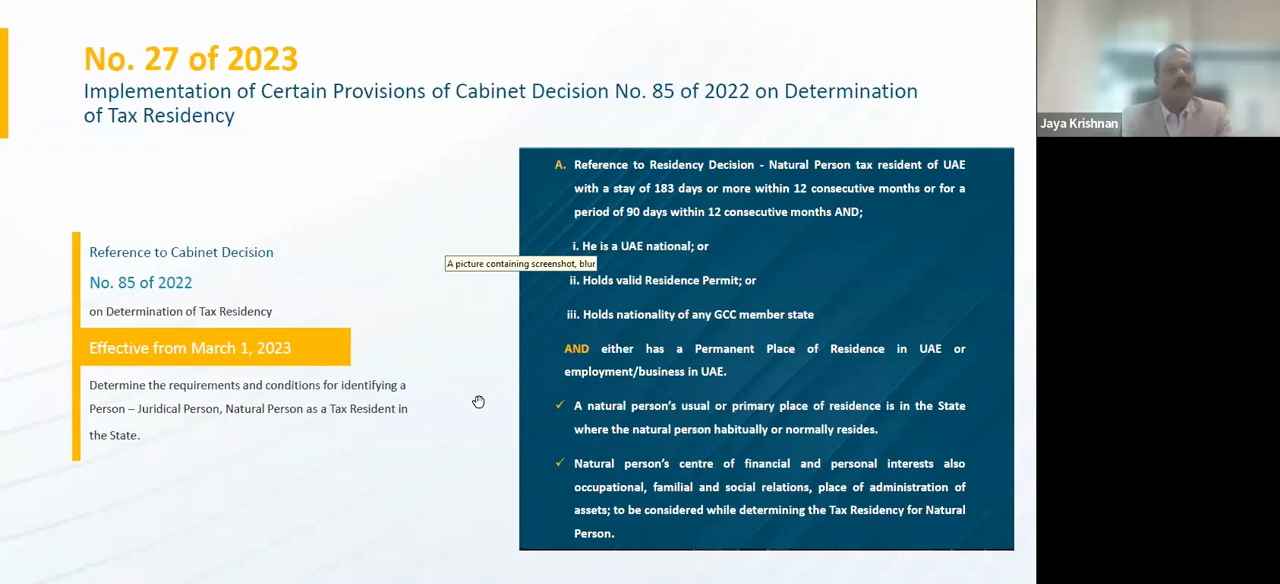 No. 27 of 2023
Implementation of Certain Provisions of Cabinet Decision No. 85 of 2022 on Determination
of Tax Residency
Reference to Cabinet Decision
No. 85 of 2022
on Determination of Tax Residency
Effective from March 1, 2023
Determine the requirements and conditions for identifying a
Person – Juridical Person, Natural Person as a Tax Resident in
the State.
A picture containing screenshot, blur
A. Reference to Residency Decision - Natural Person tax resident of UAE
with a stay of 183 days or more within 12 consecutive months or for a
period of 90 days within 12 consecutive months AND;
i. He is a UAE national; or
ii. Holds valid Residence Permit; or
iii. Holds nationality of any GCC member state
AND either has a Permanent Place of Residence in UAE or
employment/business in UAE.
✓ A natural person's usual or primary place of residence is in the State
where the natural person habitually or normally resides.
✓ Natural person's centre of financial and personal interests also
occupational, familial and social relations, place of administration of
assets; to be considered while determining the Tax Residency for Natural
Person.
Jaya Krishnan